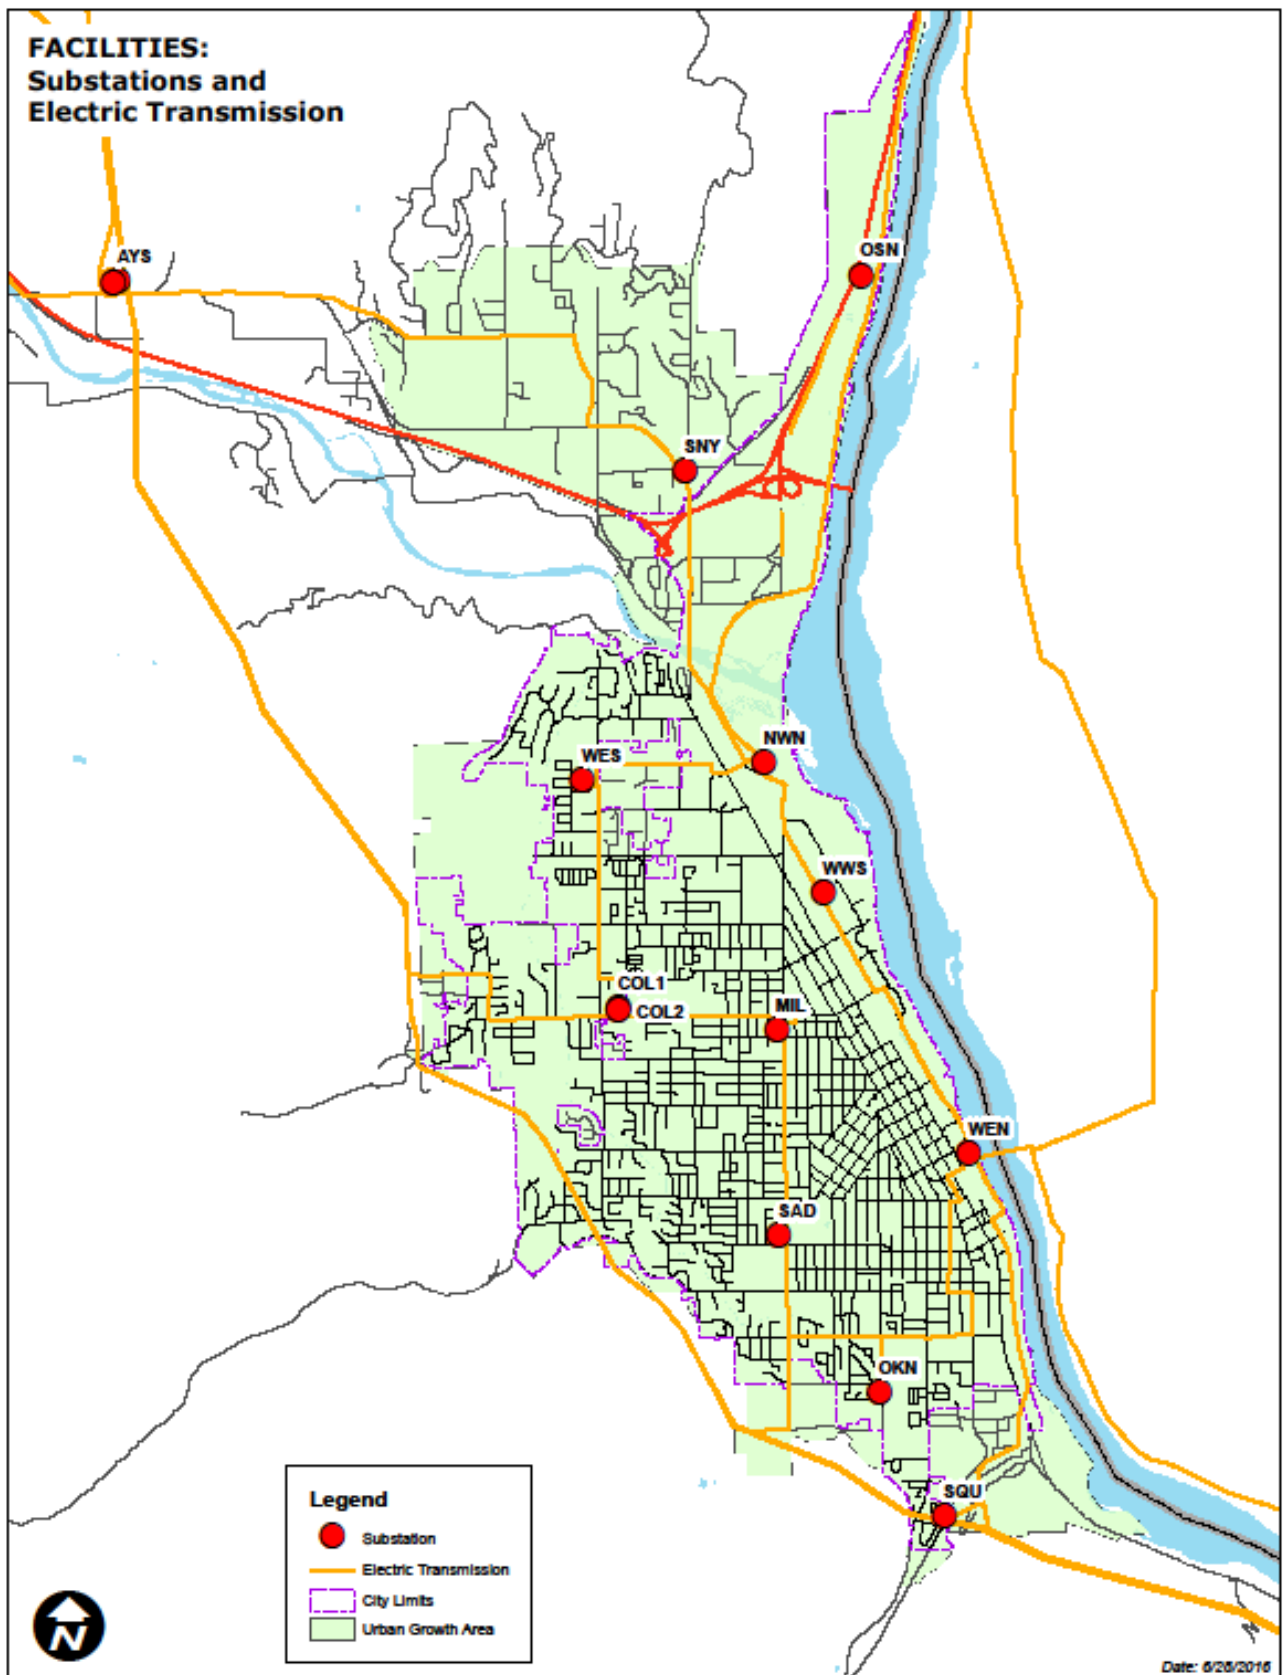 FACILITIES:
Substations and
Electric Transmission
AYS
OSN
SNY
NWN
WES
WWS
COL1
COL2
MIL
WEN
SAD
OKN
SQU
Legend
Substation
Electric Transmission
City Limits
Urban Growth Area
N
Date: 6/26/2016